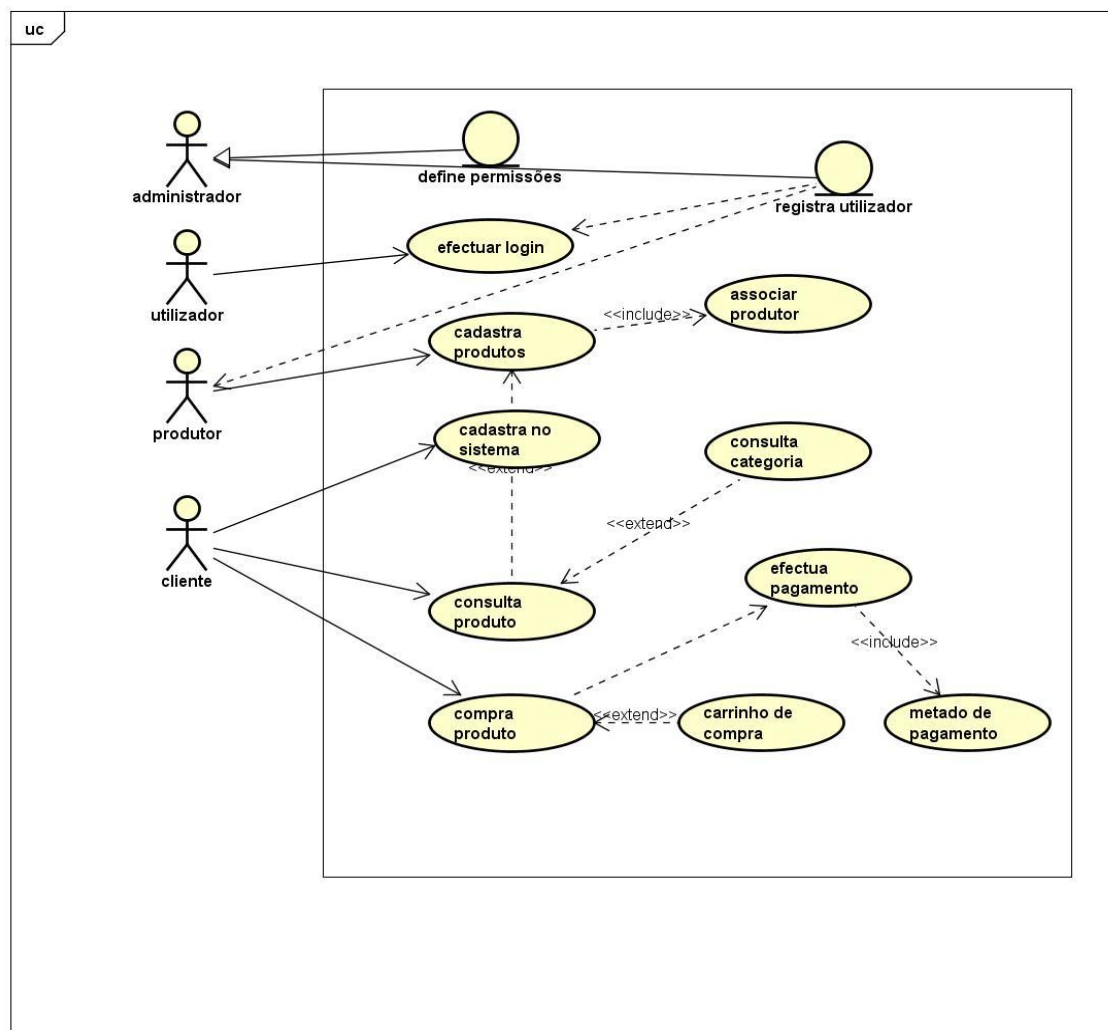 uc
administrador
define permissões
registra utilizador
efectuar login
utilizador
associar
produtor
<<include>>
cadastra
produtos
produtor
cadastra no
sistema
<<extend>>
consulta
categoria
<<extend>>
cliente
efectua
pagamento
consulta
produto
<<include>>
compra
produto
<<extend>>
carrinho de
compra
metado de
pagamento